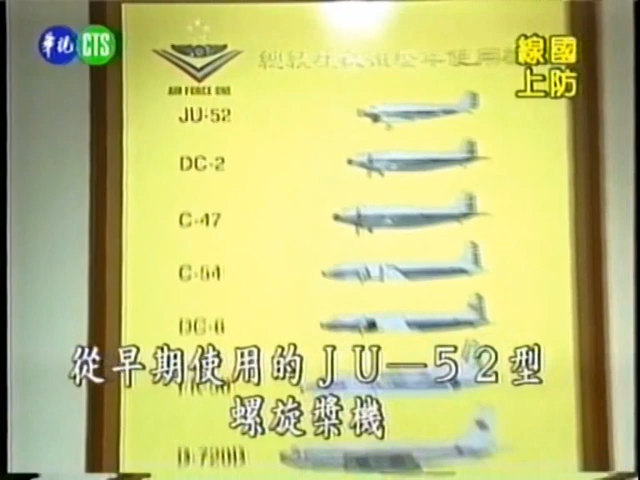 華視 CTS
國防線上
AIR FORCE ONE
JU-52
DC-2
C-47
C-54
DC-6
B-720B
從早期使用的JU—52型
螺旋槳機